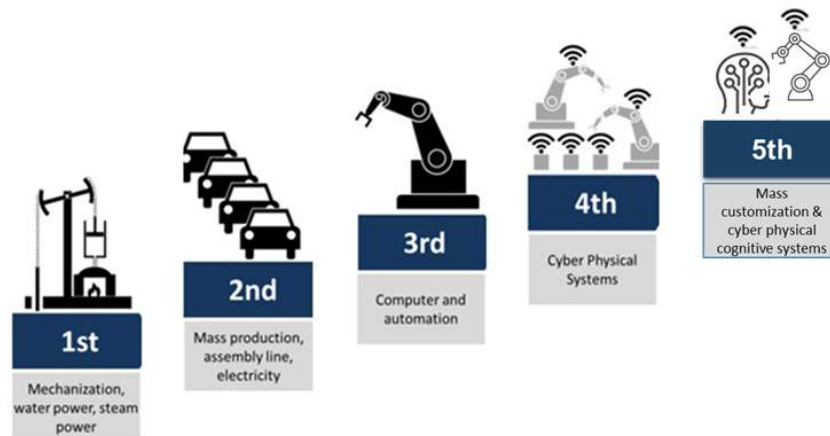 1st
Mechanization,
water power, steam
power
2nd
Mass production,
assembly line,
electricity
3rd
Computer and
automation
4th
Cyber Physical
Systems
5th
Mass
customization &
cyber physical
cognitive systems